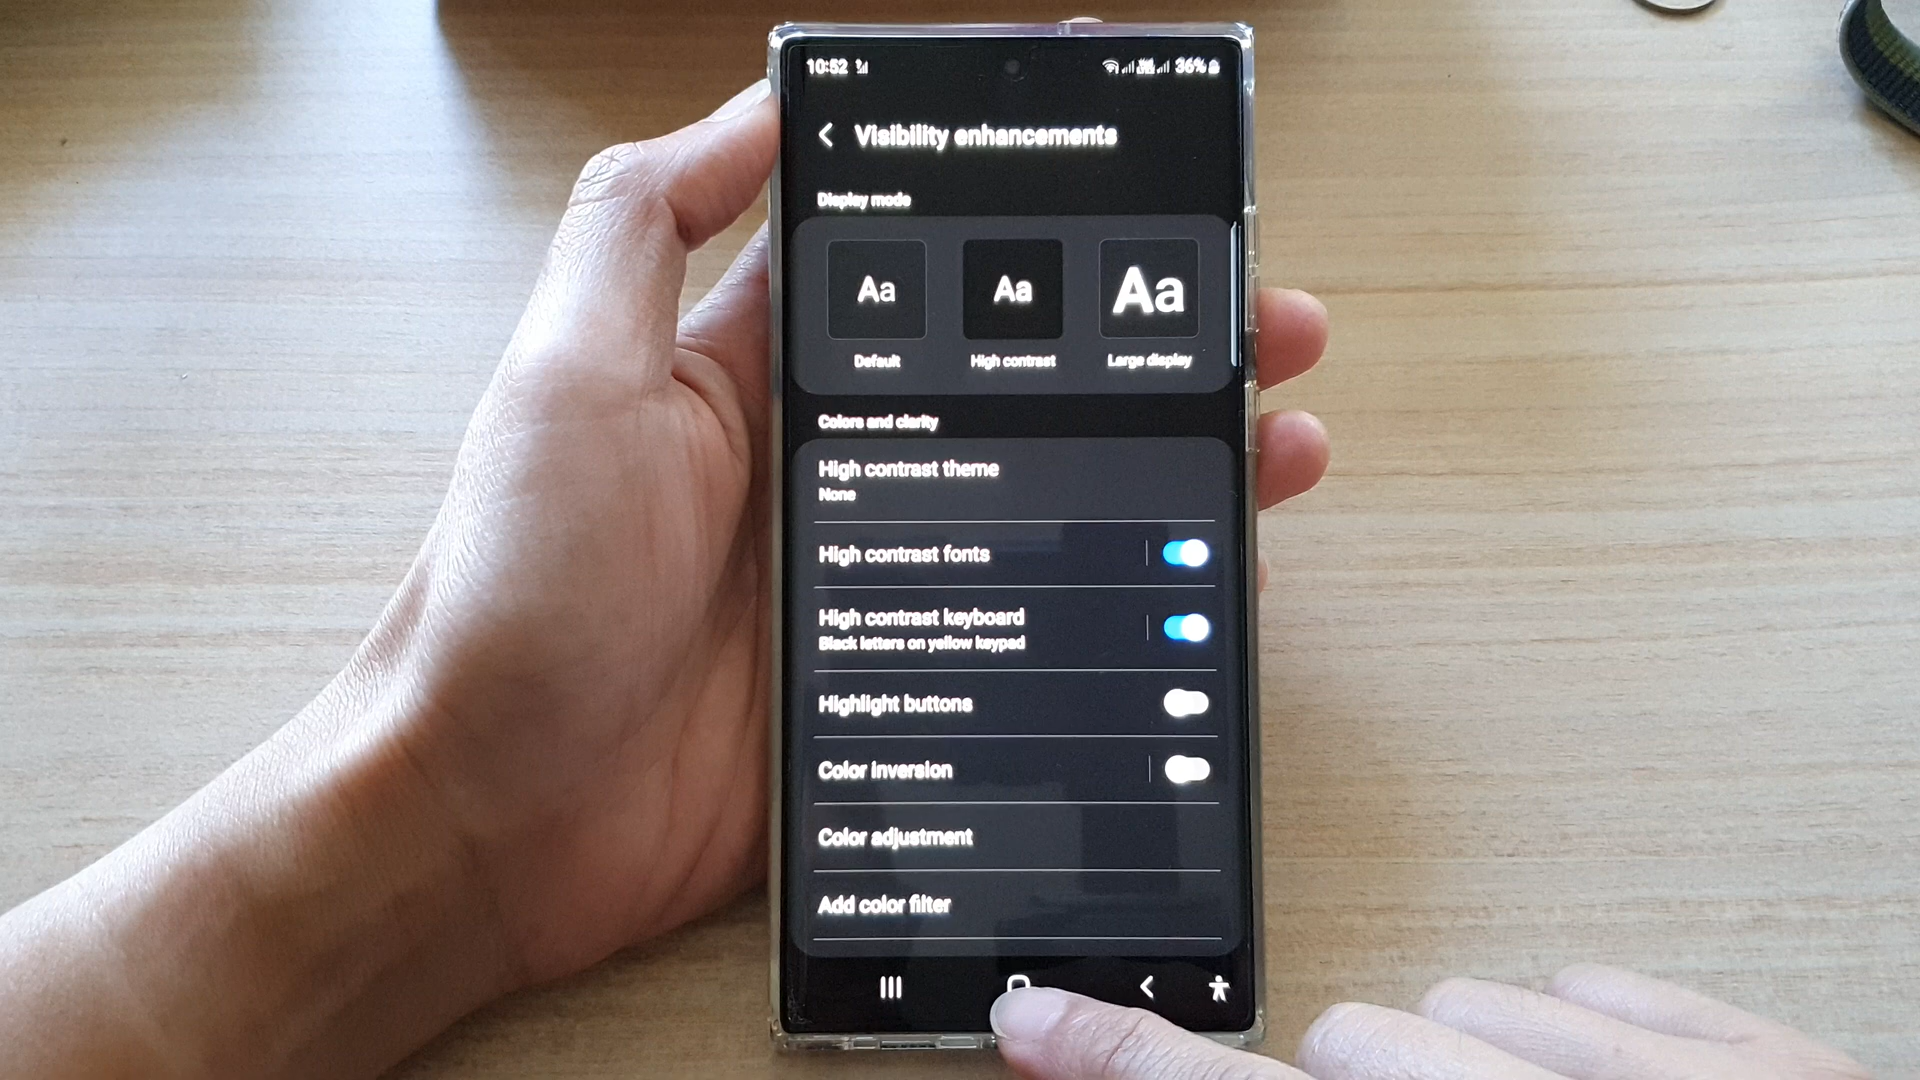 10:52 36%
Visibility enhancements
Display mode
Aa Aa Aa
Default High contrast Large display
Colors and clarity
High contrast theme
None
High contrast fonts
High contrast keyboard
Black letters on yellow keypad
Highlight buttons
Color inversion
Color adjustment
Add color filter